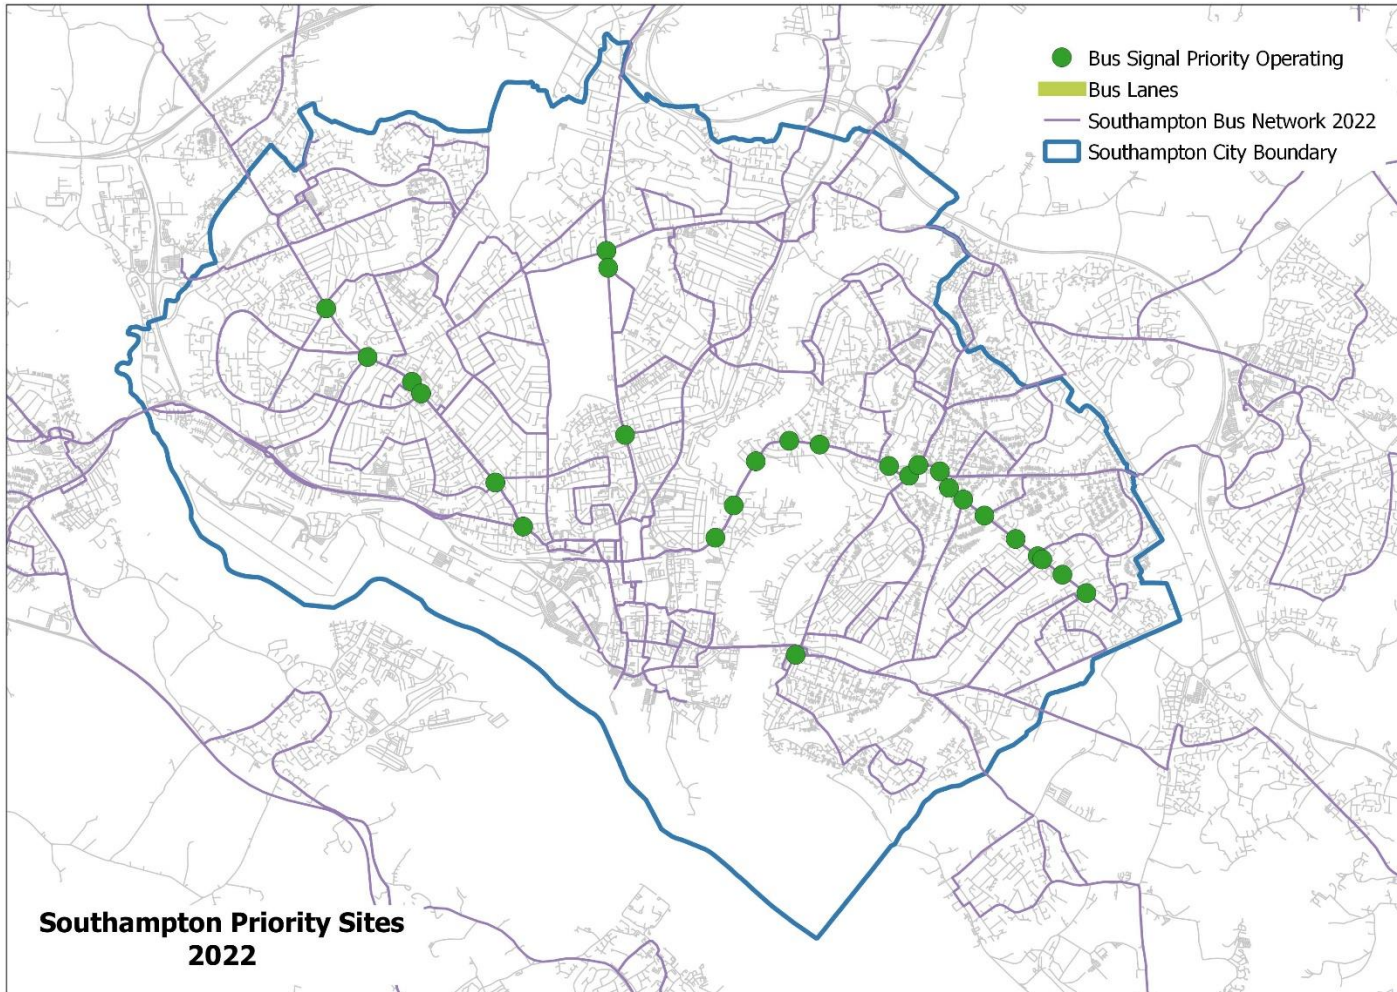 Bus Signal Priority Operating
Bus Lanes
Southampton Bus Network 2022
Southampton City Boundary
Southampton Priority Sites
2022